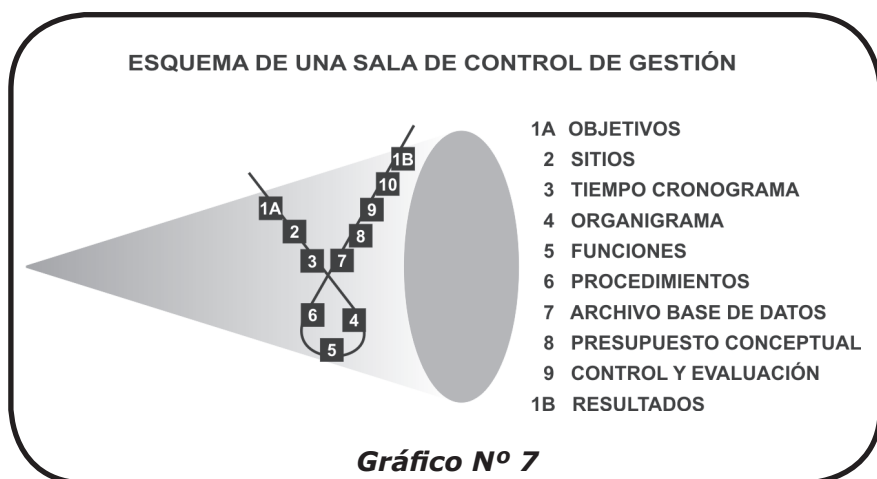 ESQUEMA DE UNA SALA DE CONTROL DE GESTIÓN
1A
2
3
4
5
6
7
8
9
10
1B
1A OBJETIVOS
2 SITIOS
3 TIEMPO CRONOGRAMA
4 ORGANIGRAMA
5 FUNCIONES
6 PROCEDIMIENTOS
7 ARCHIVO BASE DE DATOS
8 PRESUPUESTO CONCEPTUAL
9 CONTROL Y EVALUACIÓN
1B RESULTADOS
Gráfico Nº 7